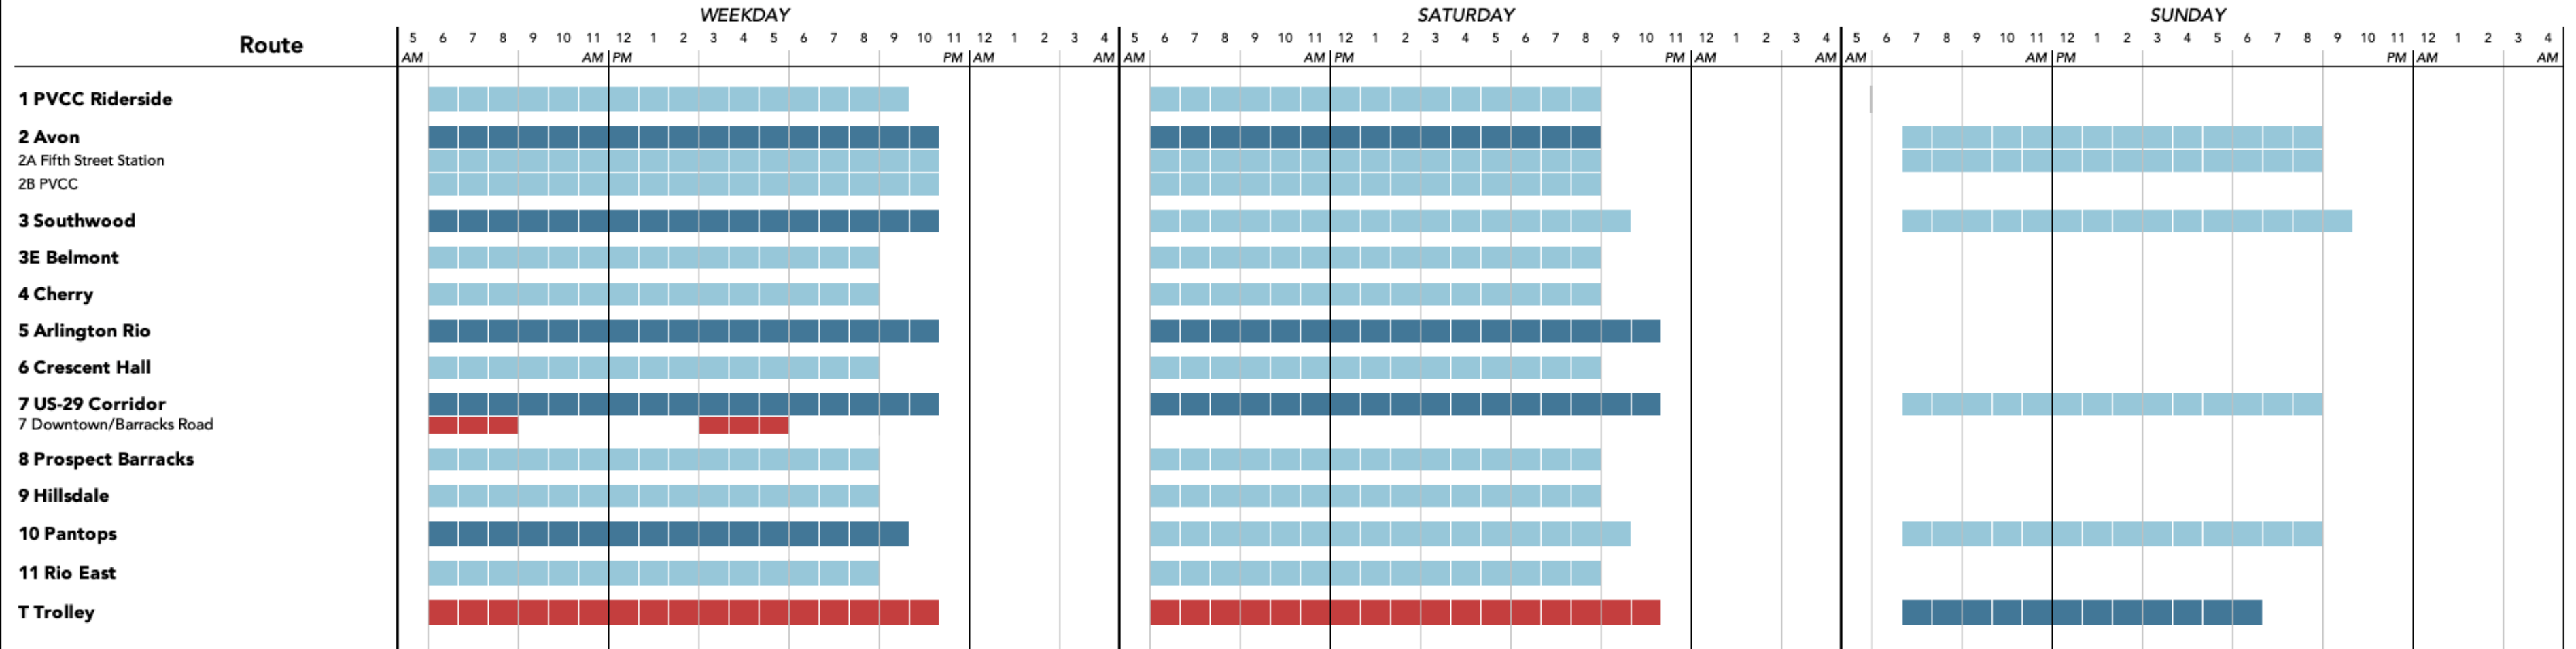 WEEKDAY SATURDAY SUNDAY
Route 5 6 7 8 9 10 11 12 1 2 3 4 5 6 7 8 9 10 11 12 1 2 3 4 5 6 7 8 9 10 11 12 1 2 3 4 5 6 7 8 9 10 11 12 1 2 3 4 5 6 7 8 9 10 11 12 1 2 3 4 5 6 7 8 9 10 11 12 1 2 3 4
AM AM PM PM AM AM AM AM PM PM AM AM AM AM PM PM AM AM
1 PVCC Riderside
2 Avon
2A Fifth Street Station
2B PVCC
3 Southwood
3E Belmont
4 Cherry
5 Arlington Rio
6 Crescent Hall
7 US-29 Corridor
7 Downtown/Barracks Road
8 Prospect Barracks
9 Hillsdale
10 Pantops
11 Rio East
T Trolley